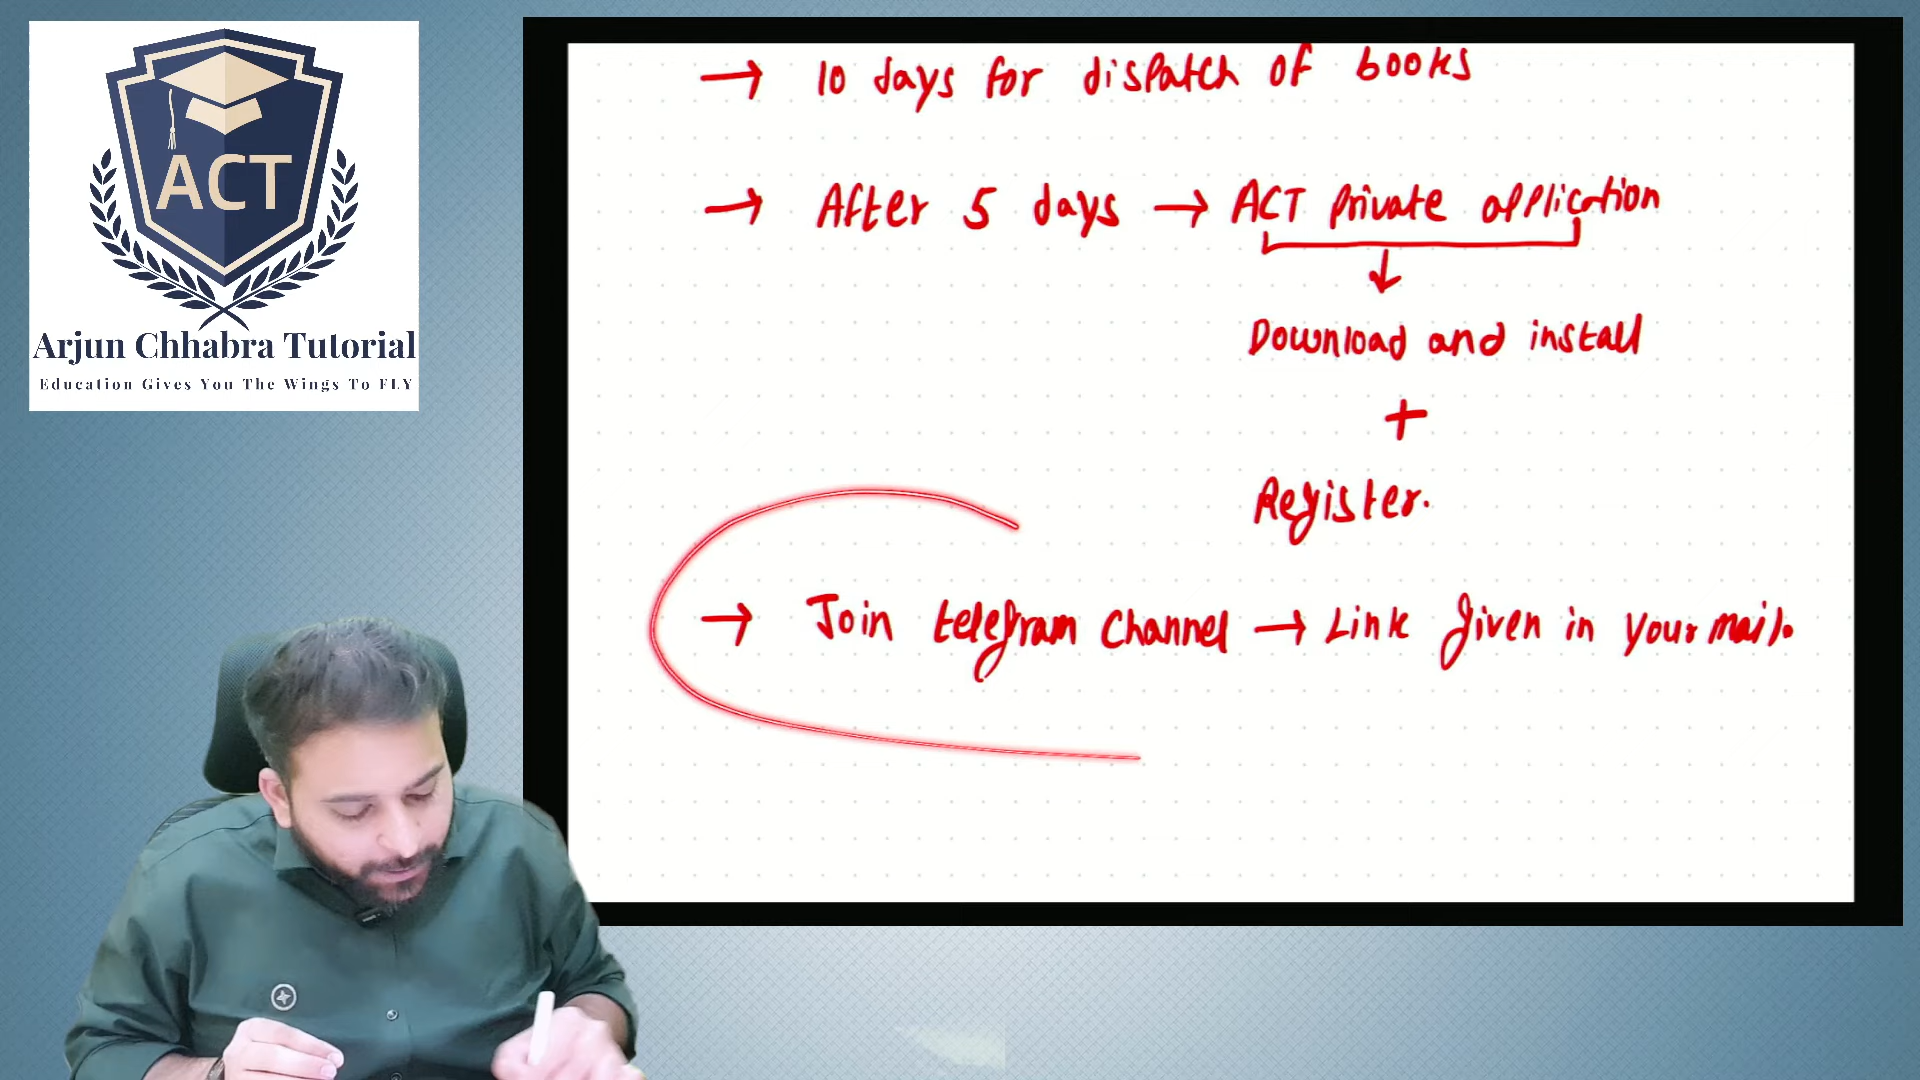 ACT
Arjun Chhabra Tutorial
Education Gives You The Wings To FLY
→ 10 days for dispatch of books
→ After 5 days → ACT private application
↓
Download and install
+
Register.
→ Join telegram channel → Link given in your mail.